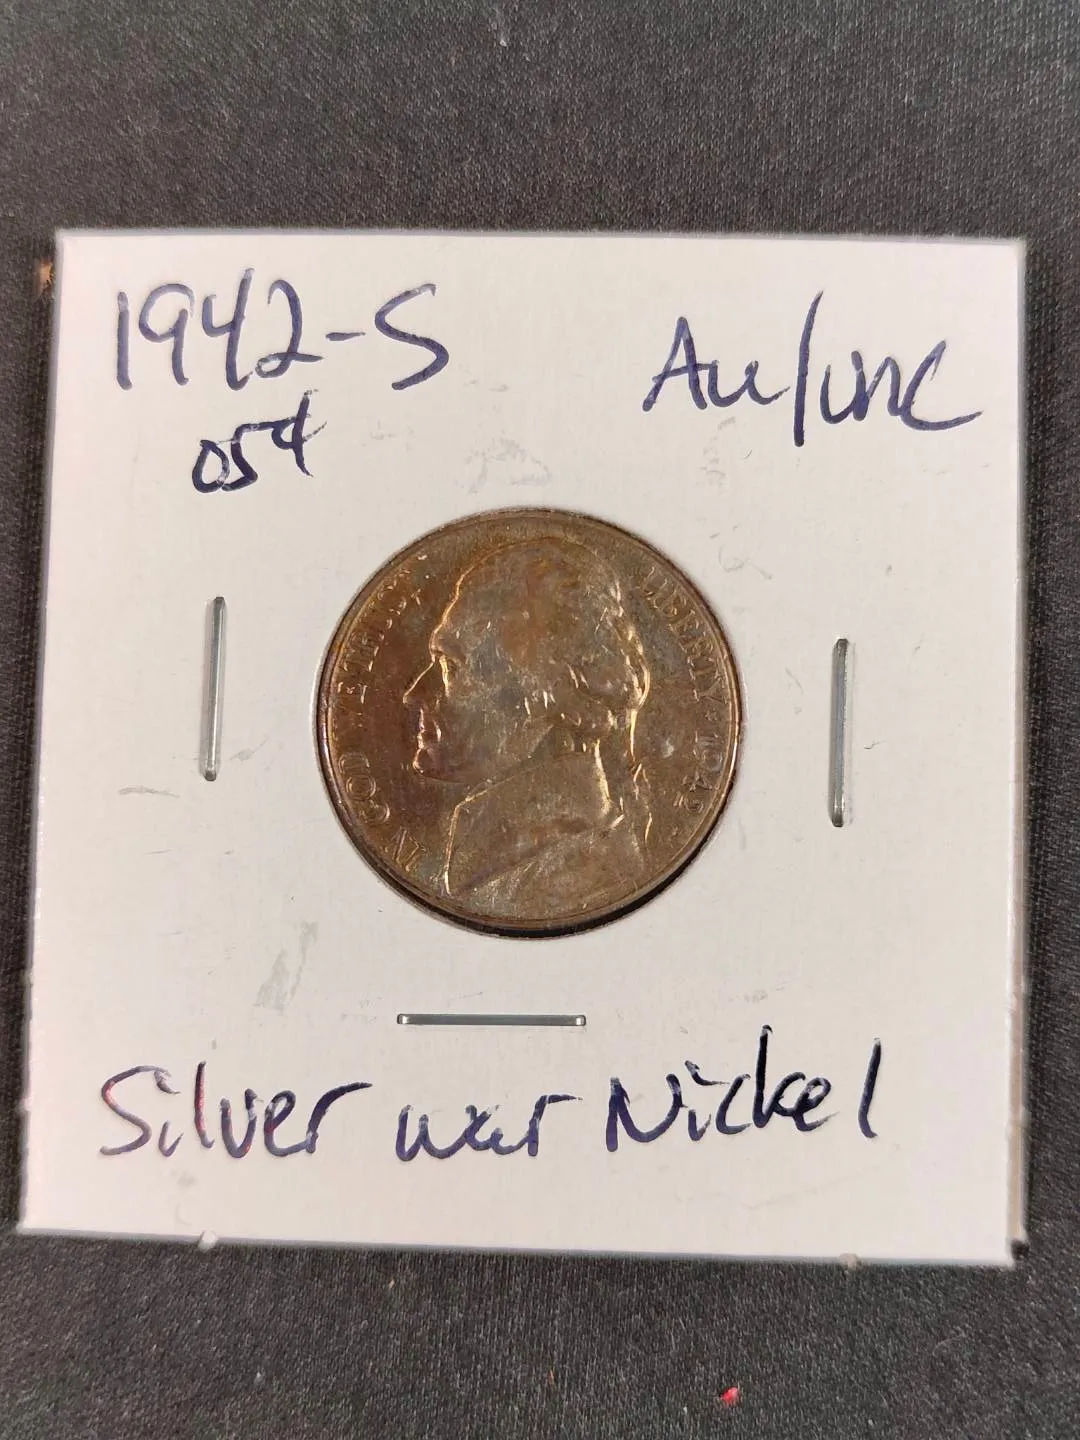 1942-S
Au/unc
05¢
IN GOD WE TRUST
LIBERTY ★ 1942
Silver war Nickel